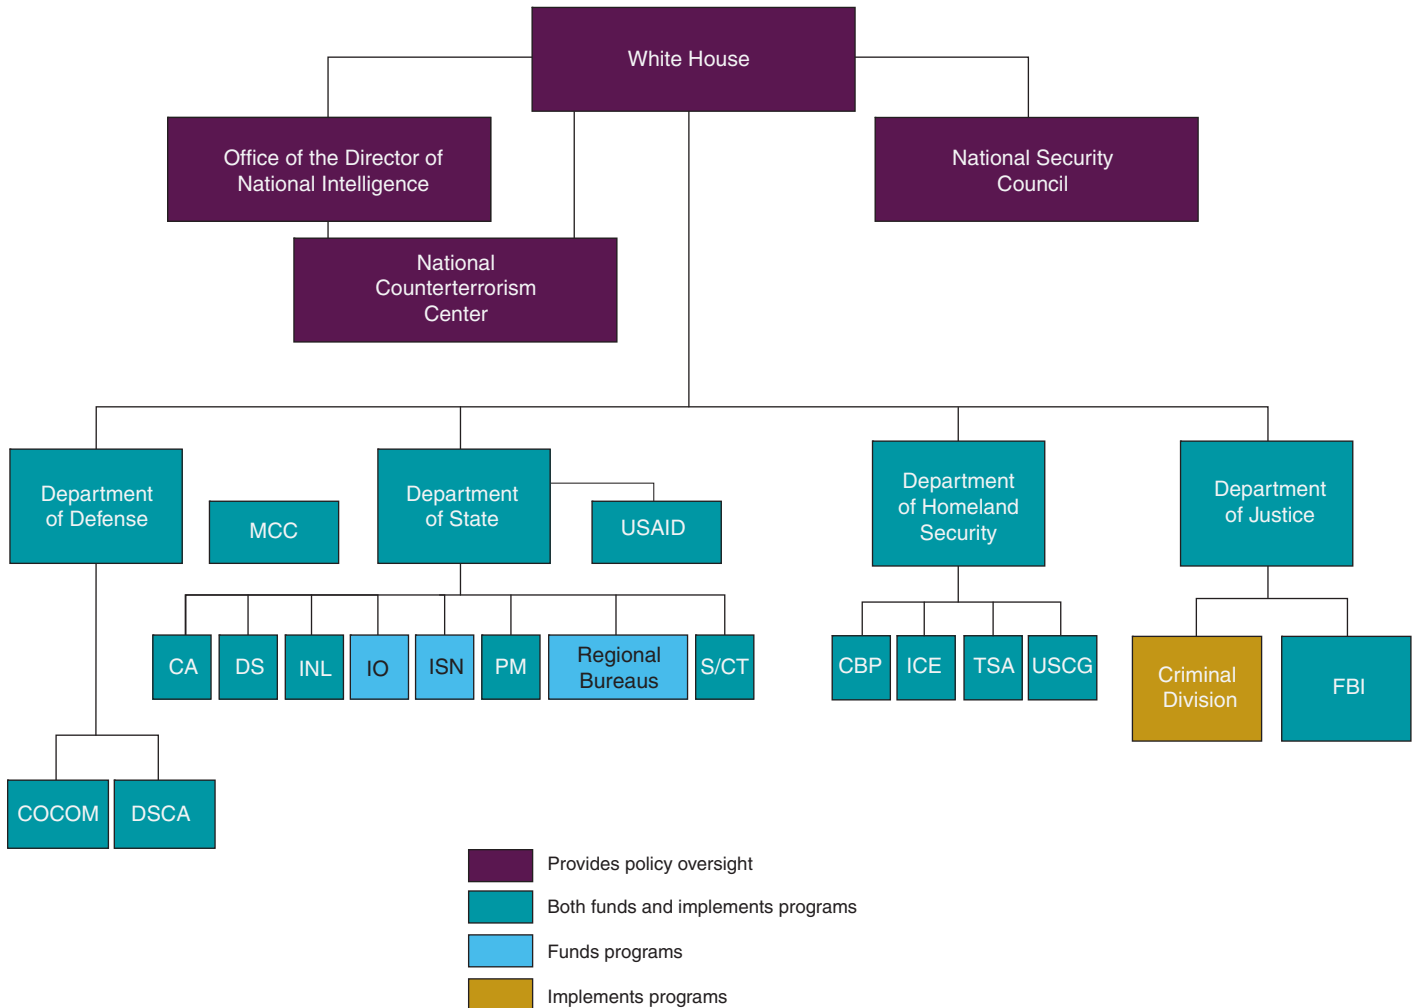 White House
Office of the Director of
National Intelligence
National Security
Council
National
Counterterrorism
Center
Department
of Defense
MCC
Department
of State
USAID
Department
of Homeland
Security
Department
of Justice
CA
DS
INL
IO
ISN
PM
Regional
Bureaus
S/CT
CBP
ICE
TSA
USCG
Criminal
Division
FBI
COCOM
DSCA
Provides policy oversight
Both funds and implements programs
Funds programs
Implements programs